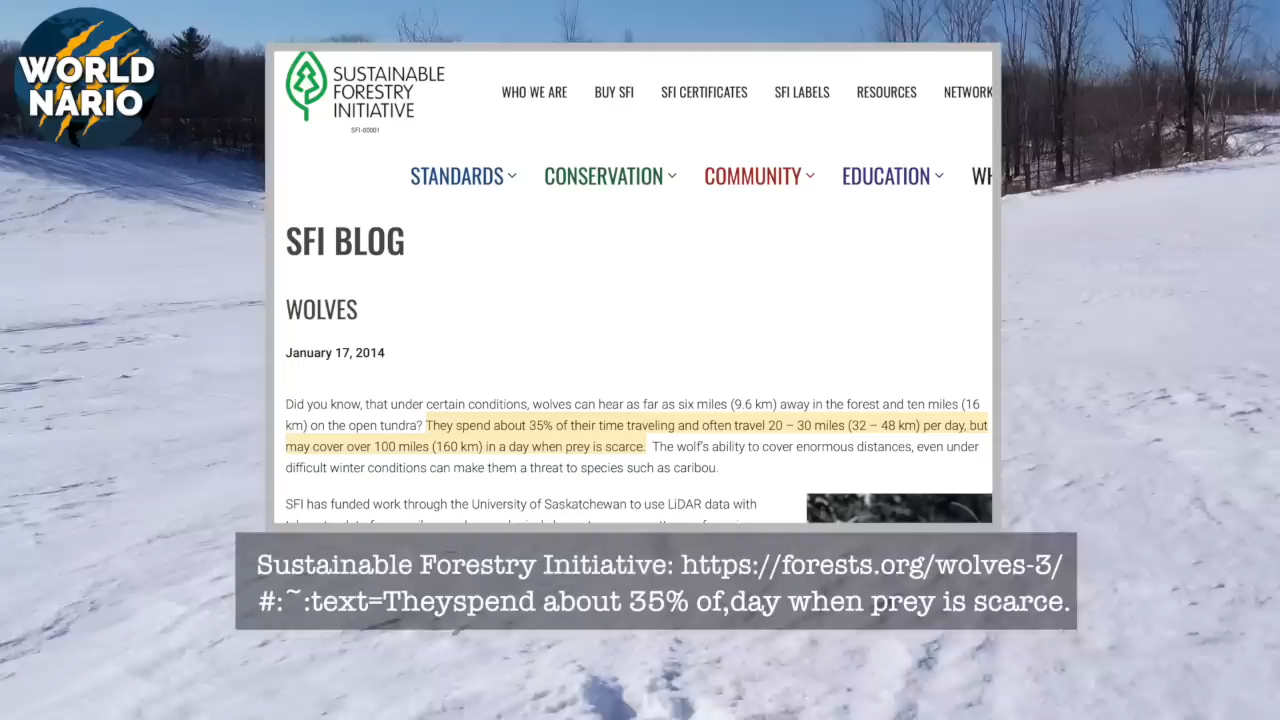 WORLD
NÁRIO
SUSTAINABLE
FORESTRY
INITIATIVE
SFI-00001
WHO WE ARE BUY SFI SFI CERTIFICATES SFI LABELS RESOURCES NETWORK
STANDARDS CONSERVATION COMMUNITY EDUCATION WH
SFI BLOG
WOLVES
January 17, 2014
Did you know, that under certain conditions, wolves can hear as far as six miles (9.6 km) away in the forest and ten miles (16
km) on the open tundra? They spend about 35% of their time traveling and often travel 20 – 30 miles (32 – 48 km) per day, but
may cover over 100 miles (160 km) in a day when prey is scarce. The wolf's ability to cover enormous distances, even under
difficult winter conditions can make them a threat to species such as caribou.
SFI has funded work through the University of Saskatchewan to use LiDAR data with
Sustainable Forestry Initiative: https://forests.org/wolves-3/
#:~:text=Theyspend about 35% of,day when prey is scarce.